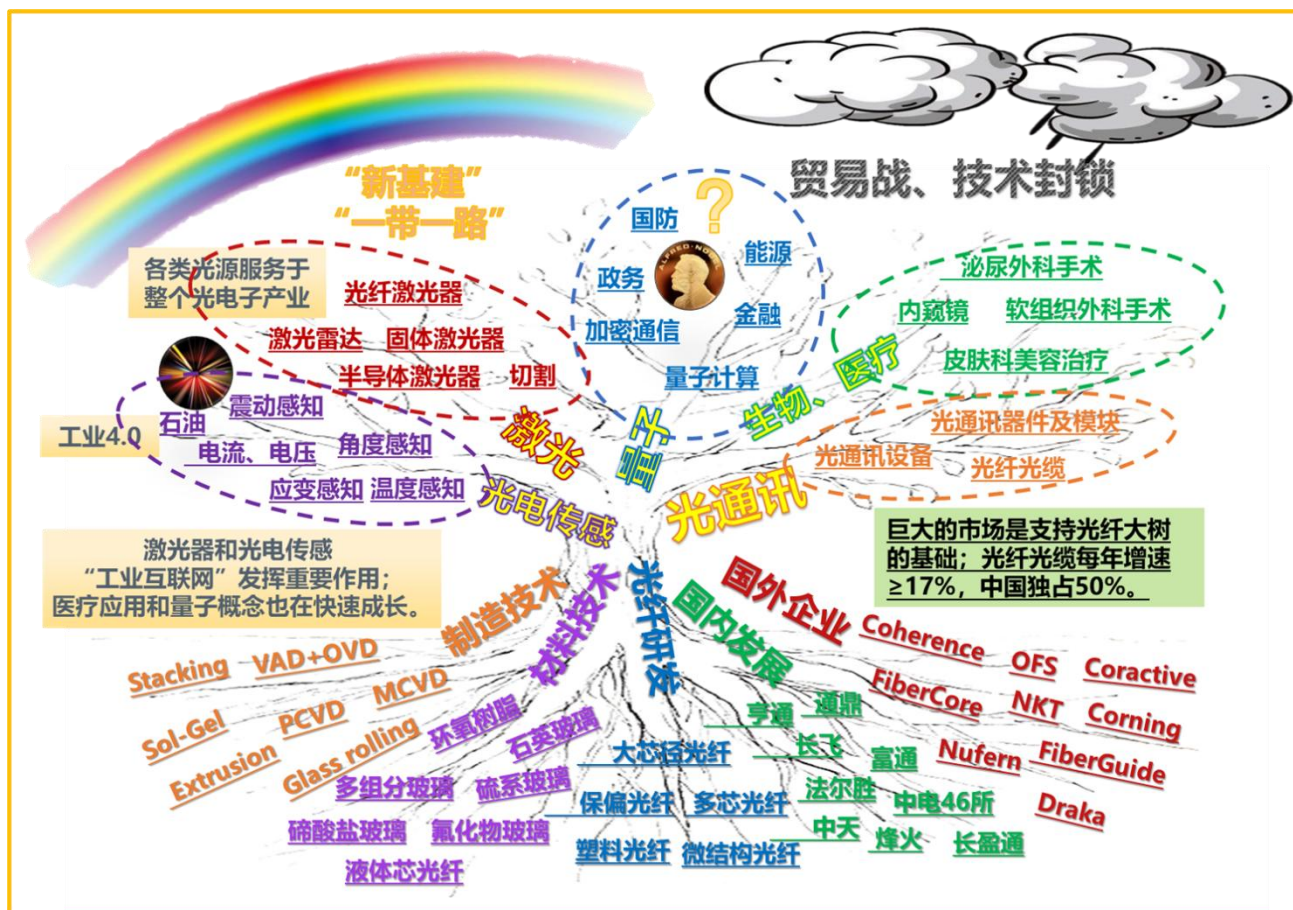 “新基建”
“一带一路”
贸易战、技术封锁
各类光源服务于
整个光电子产业
光纤激光器
激光雷达
固体激光器
半导体激光器
切割
激光
?
国防
ALFRED·NOBEL
能源
政务
金融
加密通信
量子计算
量子
泌尿外科手术
内窥镜
软组织外科手术
皮肤科美容治疗
生物、医疗
工业4.0
石油
震动感知
电流、电压
角度感知
应变感知
温度感知
光电传感
光通讯器件及模块
光通讯设备
光纤光缆
光通讯
激光器和光电传感
“工业互联网”发挥重要作用；
医疗应用和量子概念也在快速成长。
巨大的市场是支持光纤大树
的基础；光纤光缆每年增速
≥17%，中国独占50%。
制造技术
Stacking
VAD+OVD
Sol-Gel
PCVD
MCVD
Extrusion
Glass rolling
材料技术
环氧树脂
石英玻璃
多组分玻璃
硫系玻璃
碲酸盐玻璃
氟化物玻璃
液体芯光纤
光纤研发
大芯径光纤
保偏光纤
多芯光纤
塑料光纤
微结构光纤
国内发展
亨通
通鼎
长飞
富通
法尔胜
中电46所
中天
烽火
长盈通
国外企业
Coherence
OFS
Coractive
FiberCore
NKT
Corning
Nufern
FiberGuide
Draka